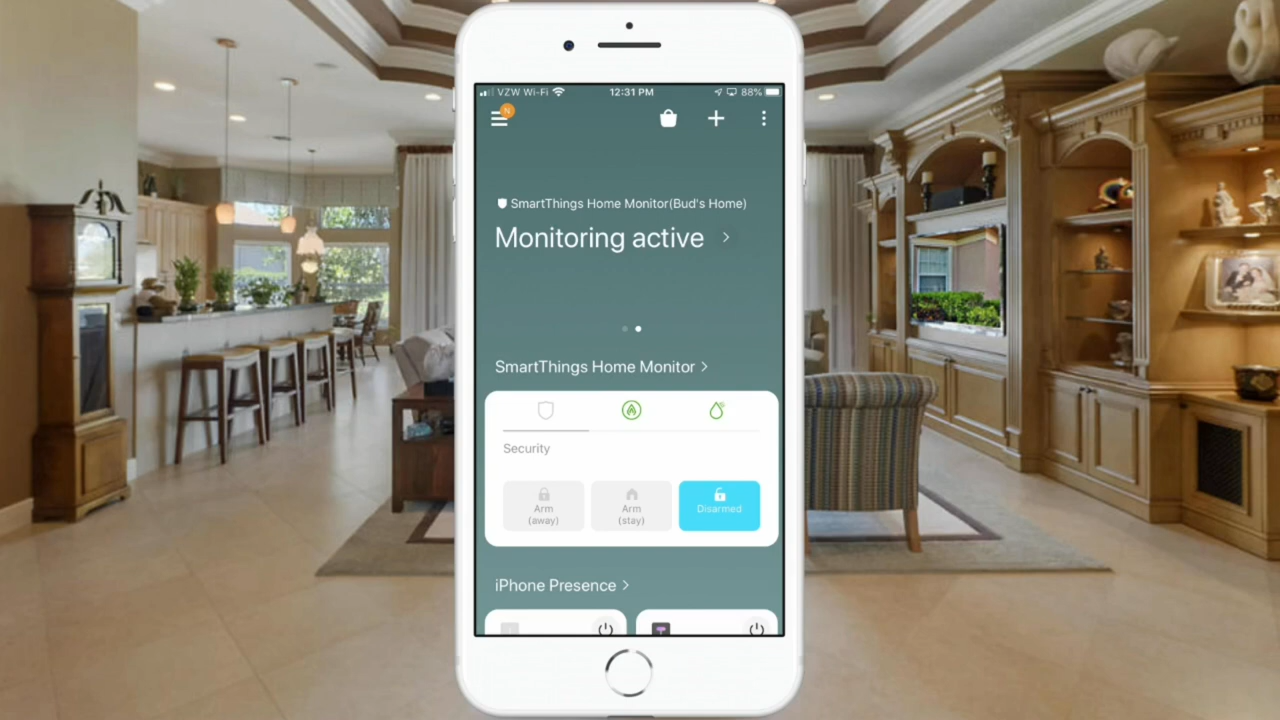 VZW Wi-Fi 12:31 PM 88%
N
SmartThings Home Monitor(Bud's Home)
Monitoring active
SmartThings Home Monitor
Security
Arm
(away)
Arm
(stay)
Disarmed
iPhone Presence